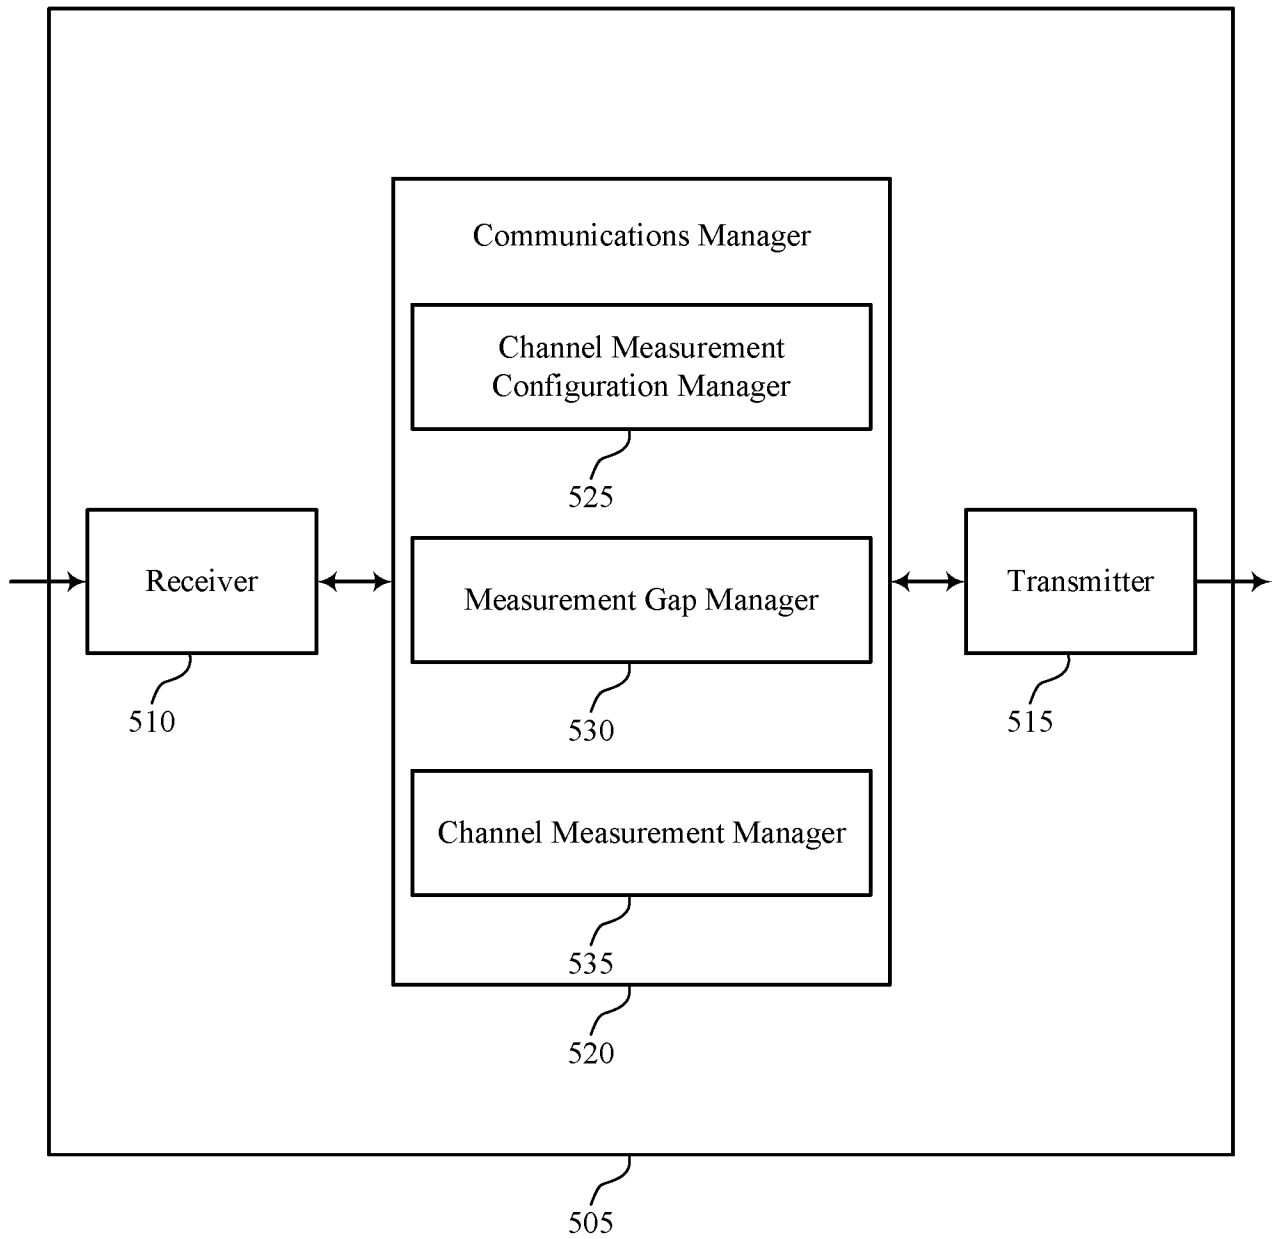 Communications Manager
Channel Measurement
Configuration Manager
525
Receiver
510
Measurement Gap Manager
530
Transmitter
515
Channel Measurement Manager
535
520
505